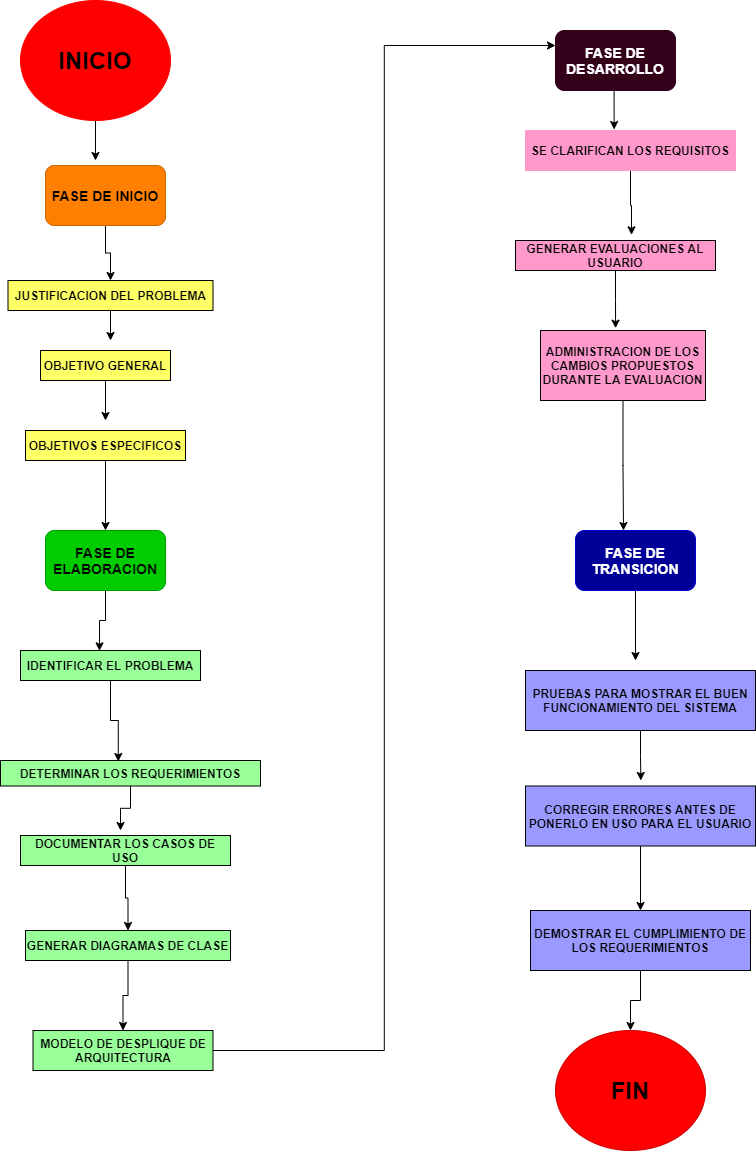 INICIO
FASE DE INICIO
JUSTIFICACION DEL PROBLEMA
OBJETIVO GENERAL
OBJETIVOS ESPECIFICOS
FASE DE
ELABORACION
IDENTIFICAR EL PROBLEMA
DETERMINAR LOS REQUERIMIENTOS
DOCUMENTAR LOS CASOS DE
USO
GENERAR DIAGRAMAS DE CLASE
MODELO DE DESPLIQUE DE
ARQUITECTURA
FASE DE
DESARROLLO
SE CLARIFICAN LOS REQUISITOS
GENERAR EVALUACIONES AL
USUARIO
ADMINISTRACION DE LOS
CAMBIOS PROPUESTOS
DURANTE LA EVALUACION
FASE DE
TRANSICION
PRUEBAS PARA MOSTRAR EL BUEN
FUNCIONAMIENTO DEL SISTEMA
CORREGIR ERRORES ANTES DE
PONERLO EN USO PARA EL USUARIO
DEMOSTRAR EL CUMPLIMIENTO DE
LOS REQUERIMIENTOS
FIN